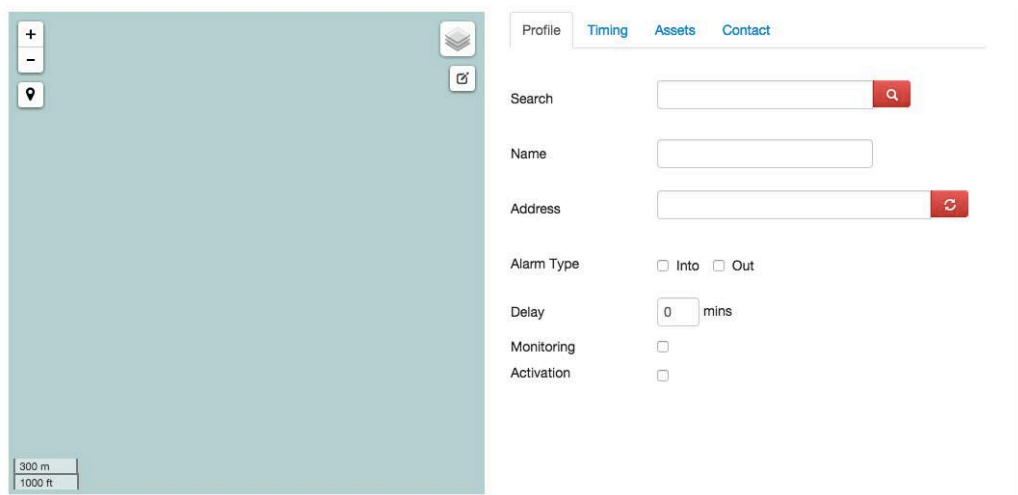 +
−
300 m
1000 ft
Profile Timing Assets Contact
Search
Name
Address
Alarm Type Into Out
Delay 0 mins
Monitoring
Activation